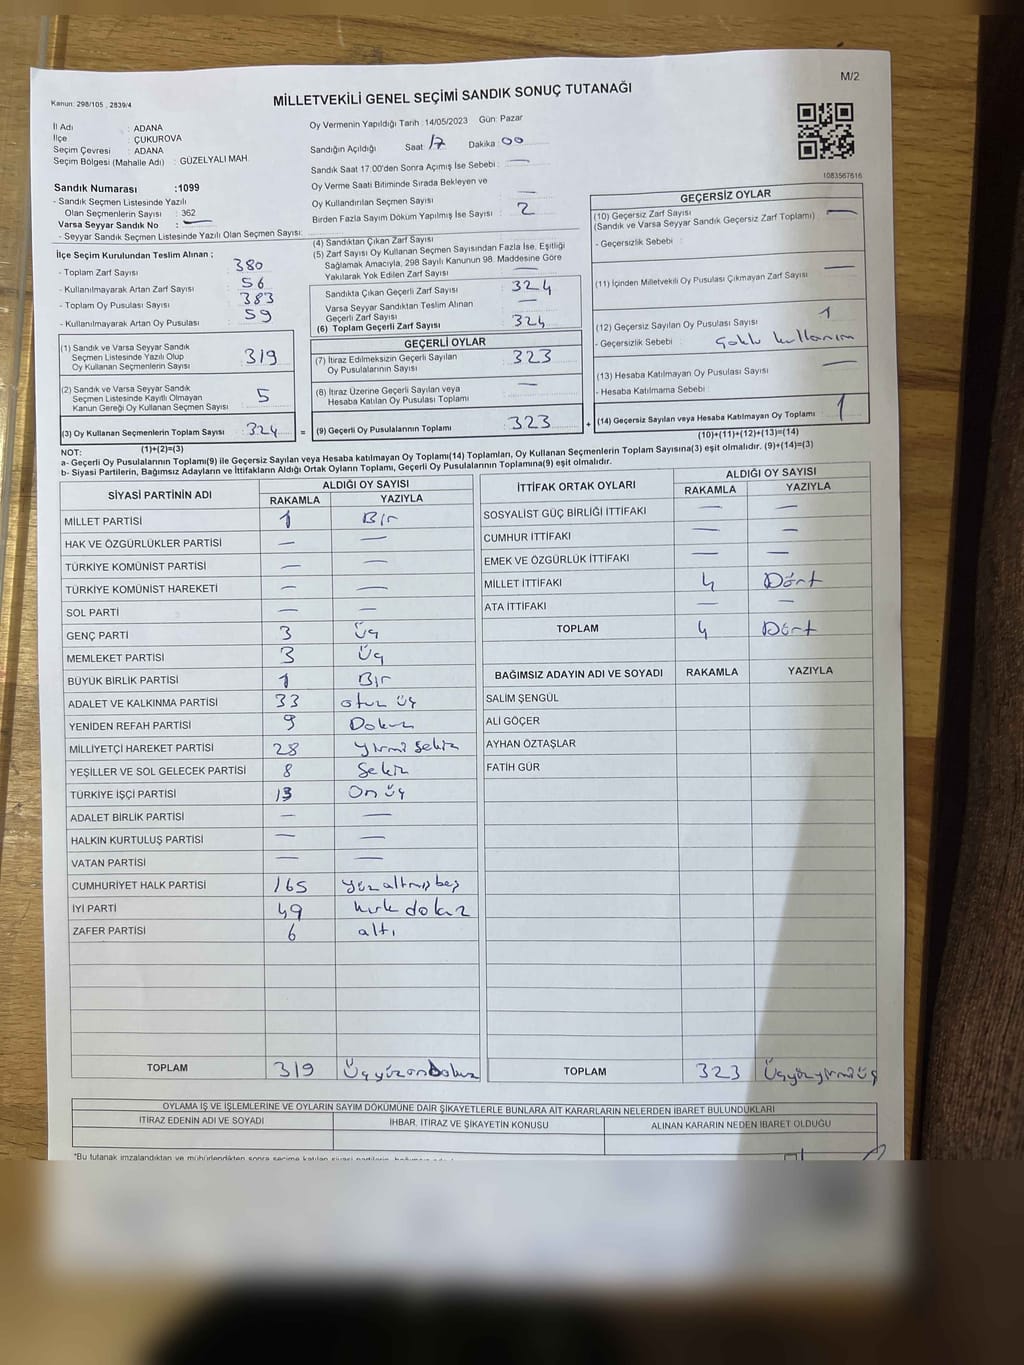 M/2
Kanun: 298/105 , 2839/4
MİLLETVEKİLİ GENEL SEÇİMİ SANDIK SONUÇ TUTANAĞI
İl Adı : ADANA
İlçe : ÇUKUROVA
Seçim Çevresi : ADANA
Seçim Bölgesi (Mahalle Adı) : GÜZELYALI MAH.
Oy Vermenin Yapıldığı Tarih :14/05/2023 Gün: Pazar
Sandığın Açıldığı Saat 17 Dakika 00
Sandık Saat 17.00'den Sonra Açımış İse Sebebi : —
Oy Verme Saati Bitiminde Sırada Bekleyen ve
Oy Kullandırılan Seçmen Sayısı —
Birden Fazla Sayım Döküm Yapılmış İse Sayısı : 2
1083567616
Sandık Numarası :1099
- Sandık Seçmen Listesinde Yazılı
Olan Seçmenlerin Sayısı : 362
Varsa Seyyar Sandık No : —
- Seyyar Sandık Seçmen Listesinde Yazılı Olan Seçmen Sayısı:
İlçe Seçim Kurulundan Teslim Alınan ;
- Toplam Zarf Sayısı : 380
- Kullanılmayarak Artan Zarf Sayısı : 56
- Toplam Oy Pusulası Sayısı : 383
- Kullanılmayarak Artan Oy Pusulası : 59
(4) Sandıktan Çıkan Zarf Sayısı
(5) Zarf Sayısı Oy Kullanan Seçmen Sayısından Fazla İse, Eşitliği
Sağlamak Amacıyla, 298 Sayılı Kanunun 98. Maddesine Göre
Yakılarak Yok Edilen Zarf Sayısı : —
Sandıkta Çıkan Geçerli Zarf Sayısı : 324
Varsa Seyyar Sandıktan Teslim Alınan
Geçerli Zarf Sayısı : —
(6) Toplam Geçerli Zarf Sayısı : 324
GEÇERSİZ OYLAR
(10) Geçersiz Zarf Sayısı : —
(Sandık ve Varsa Seyyar Sandık Geçersiz Zarf Toplamı)
- Geçersizlik Sebebi :
(11) İçinden Milletvekili Oy Pusulası Çıkmayan Zarf Sayısı : —
(12) Geçersiz Sayılan Oy Pusulası Sayısı : 1
- Geçersizlik Sebebi : Çoklu kullanım
(13) Hesaba Katılmayan Oy Pusulası Sayısı : —
- Hesaba Katılmama Sebebi :
(14) Geçersiz Sayılan veya Hesaba Katılmayan Oy Toplamı : 1
(10)+(11)+(12)+(13)=(14)
(1) Sandık ve Varsa Seyyar Sandık
Seçmen Listesinde Yazılı Olup
Oy Kullanan Seçmenlerin Sayısı : 319
(2) Sandık ve Varsa Seyyar Sandık
Seçmen Listesinde Kayıtlı Olmayan
Kanun Gereği Oy Kullanan Seçmen Sayısı : 5
(3) Oy Kullanan Seçmenlerin Toplam Sayısı : 324 =
(1)+(2)=(3)
GEÇERLİ OYLAR
(7) İtiraz Edilmeksizin Geçerli Sayılan
Oy Pusulalarının Sayısı : 323
(8) İtiraz Üzerine Geçerli Sayılan veya
Hesaba Katılan Oy Pusulası Toplamı : —
(9) Geçerli Oy Pusulalarının Toplamı : 323 +
NOT:
a- Geçerli Oy Pusulalarının Toplamı(9) ile Geçersiz Sayılan veya Hesaba katılmayan Oy Toplamı(14) Toplamları, Oy Kullanan Seçmenlerin Toplam Sayısına(3) eşit olmalıdır. (9)+(14)=(3)
b- Siyasi Partilerin, Bağımsız Adayların ve İttifakların Aldığı Ortak Oyların Toplamı, Geçerli Oy Pusulalarının Toplamına(9) eşit olmalıdır.
SİYASİ PARTİNİN ADI ALDIĞI OY SAYISI
RAKAMLA YAZIYLA
MİLLET PARTİSİ 1 Bir
HAK VE ÖZGÜRLÜKLER PARTİSİ — —
TÜRKİYE KOMÜNİST PARTİSİ — —
TÜRKİYE KOMÜNİST HAREKETİ — —
SOL PARTİ — —
GENÇ PARTİ 3 Üç
MEMLEKET PARTİSİ 3 Üç
BÜYÜK BİRLİK PARTİSİ 1 Bir
ADALET VE KALKINMA PARTİSİ 33 otuz üç
YENİDEN REFAH PARTİSİ 9 Dokuz
MİLLİYETÇİ HAREKET PARTİSİ 28 yirmi sekiz
YEŞİLLER VE SOL GELECEK PARTİSİ 8 Sekiz
TÜRKİYE İŞÇİ PARTİSİ 13 On üç
ADALET BİRLİK PARTİSİ — —
HALKIN KURTULUŞ PARTİSİ — —
VATAN PARTİSİ — —
CUMHURİYET HALK PARTİSİ 165 yüz altmış beş
İYİ PARTİ 49 kırk dokuz
ZAFER PARTİSİ 6 altı
TOPLAM 319 Üçyüzondokuz
İTTİFAK ORTAK OYLARI ALDIĞI OY SAYISI
RAKAMLA YAZIYLA
SOSYALİST GÜÇ BİRLİĞİ İTTİFAKI — —
CUMHUR İTTİFAKI — —
EMEK VE ÖZGÜRLÜK İTTİFAKI — —
MİLLET İTTİFAKI 4 Dört
ATA İTTİFAKI — —
TOPLAM 4 Dört
BAĞIMSIZ ADAYIN ADI VE SOYADI RAKAMLA YAZIYLA
SALİM ŞENGÜL
ALİ GÖÇER
AYHAN ÖZTAŞLAR
FATİH GÜR
TOPLAM 323 Üçyüzyirmiüç
OYLAMA İŞ VE İŞLEMLERİNE VE OYLARIN SAYIM DÖKÜMÜNE DAİR ŞİKAYETLERLE BUNLARA AİT KARARLARIN NELERDEN İBARET BULUNDUKLARI
İTİRAZ EDENİN ADI VE SOYADI İHBAR, İTİRAZ VE ŞİKAYETİN KONUSU ALINAN KARARIN NEDEN İBARET OLDUĞU
*Bu tutanak imzalandıktan ve mühürlendikten sonra seçime katılan siyasi partilerin,